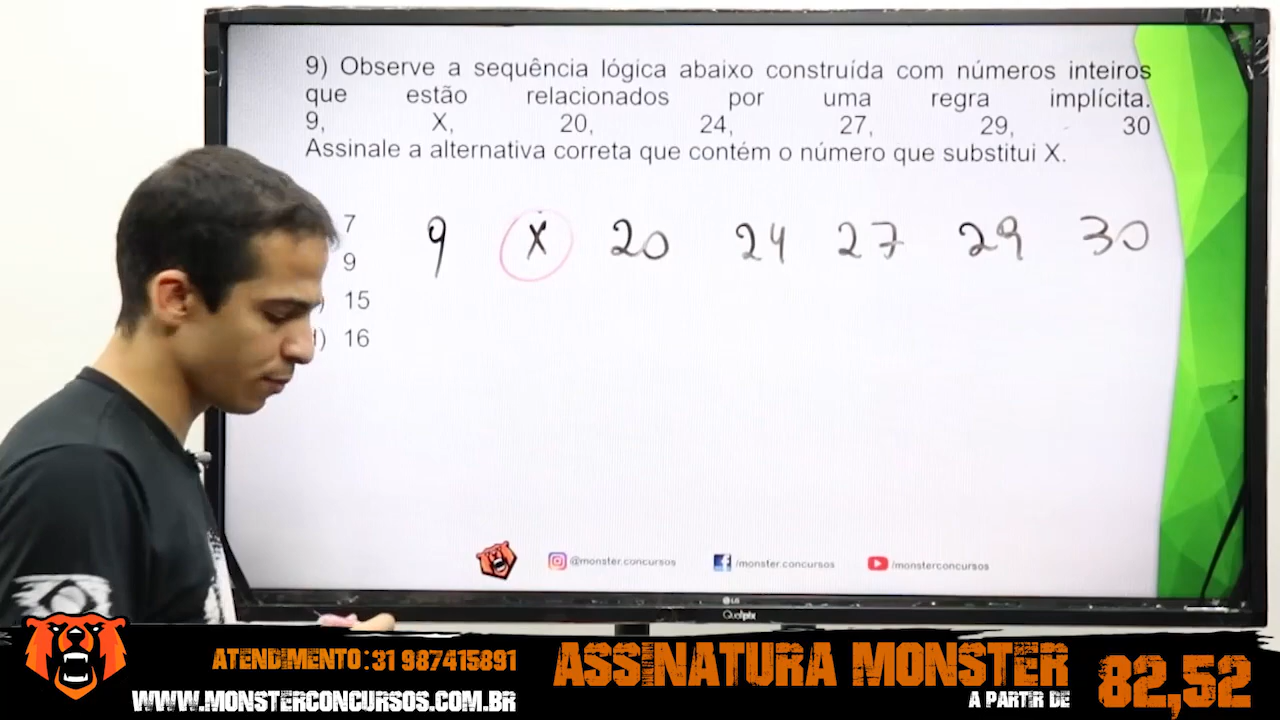 9) Observe a sequência lógica abaixo construída com números inteiros
que estão relacionados por uma regra implícita.
9, X, 20, 24, 27, 29, 30
Assinale a alternativa correta que contém o número que substitui X.
7
9
) 15
) 16
9 X 20 24 27 29 30
@monster.concursos /monster.concursos /monsterconcursos
LG
Qualipix
ATENDIMENTO: 31 987415891
WWW.MONSTERCONCURSOS.COM.BR
ASSINATURA MONSTER
A PARTIR DE 82,52